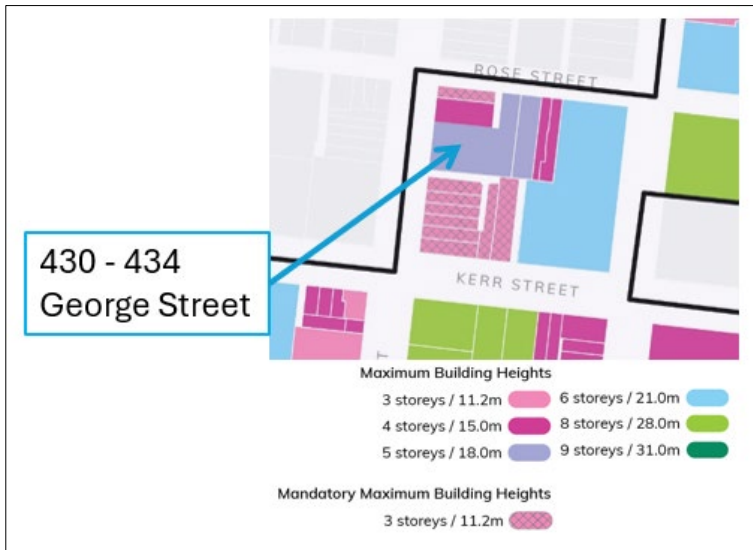 ROSE STREET
430 - 434
George Street
KERR STREET
T
Maximum Building Heights
3 storeys / 11.2m
6 storeys / 21.0m
4 storeys / 15.0m
8 storeys / 28.0m
5 storeys / 18.0m
9 storeys / 31.0m
Mandatory Maximum Building Heights
3 storeys / 11.2m